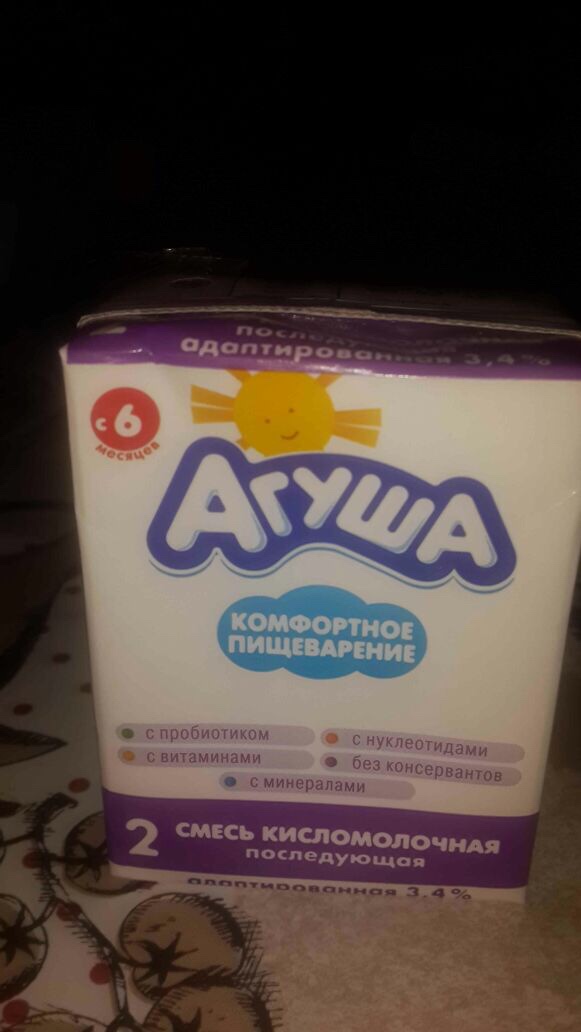 адаптированная 3,4%
с 6
месяцев
АГУША
КОМФОРТНОЕ
ПИЩЕВАРЕНИЕ
с пробиотиком
с нуклеотидами
с витаминами
без консервантов
с минералами
2 СМЕСЬ КИСЛОМОЛОЧНАЯ
последующая
адаптированная 3,4%